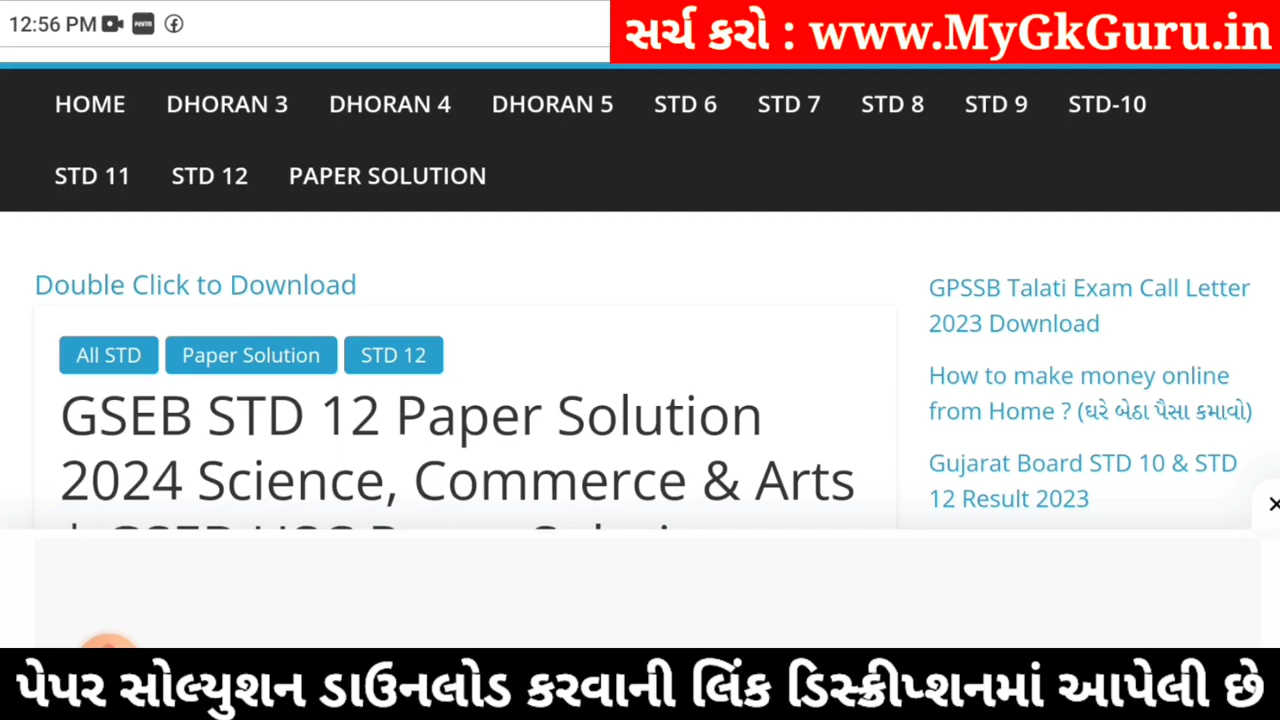 12:56 PM
સર્ચ કરો : www.MyGkGuru.in
HOME DHORAN 3 DHORAN 4 DHORAN 5 STD 6 STD 7 STD 8 STD 9 STD-10
STD 11 STD 12 PAPER SOLUTION
Double Click to Download
All STD Paper Solution STD 12
GSEB STD 12 Paper Solution
2024 Science, Commerce & Arts
GPSSB Talati Exam Call Letter
2023 Download
How to make money online
from Home ? (ઘરે બેઠા પૈસા કમાવો)
Gujarat Board STD 10 & STD
12 Result 2023
પેપર સોલ્યુશન ડાઉનલોડ કરવાની લિંક ડિસ્ક્રીપ્શનમાં આપેલી છે